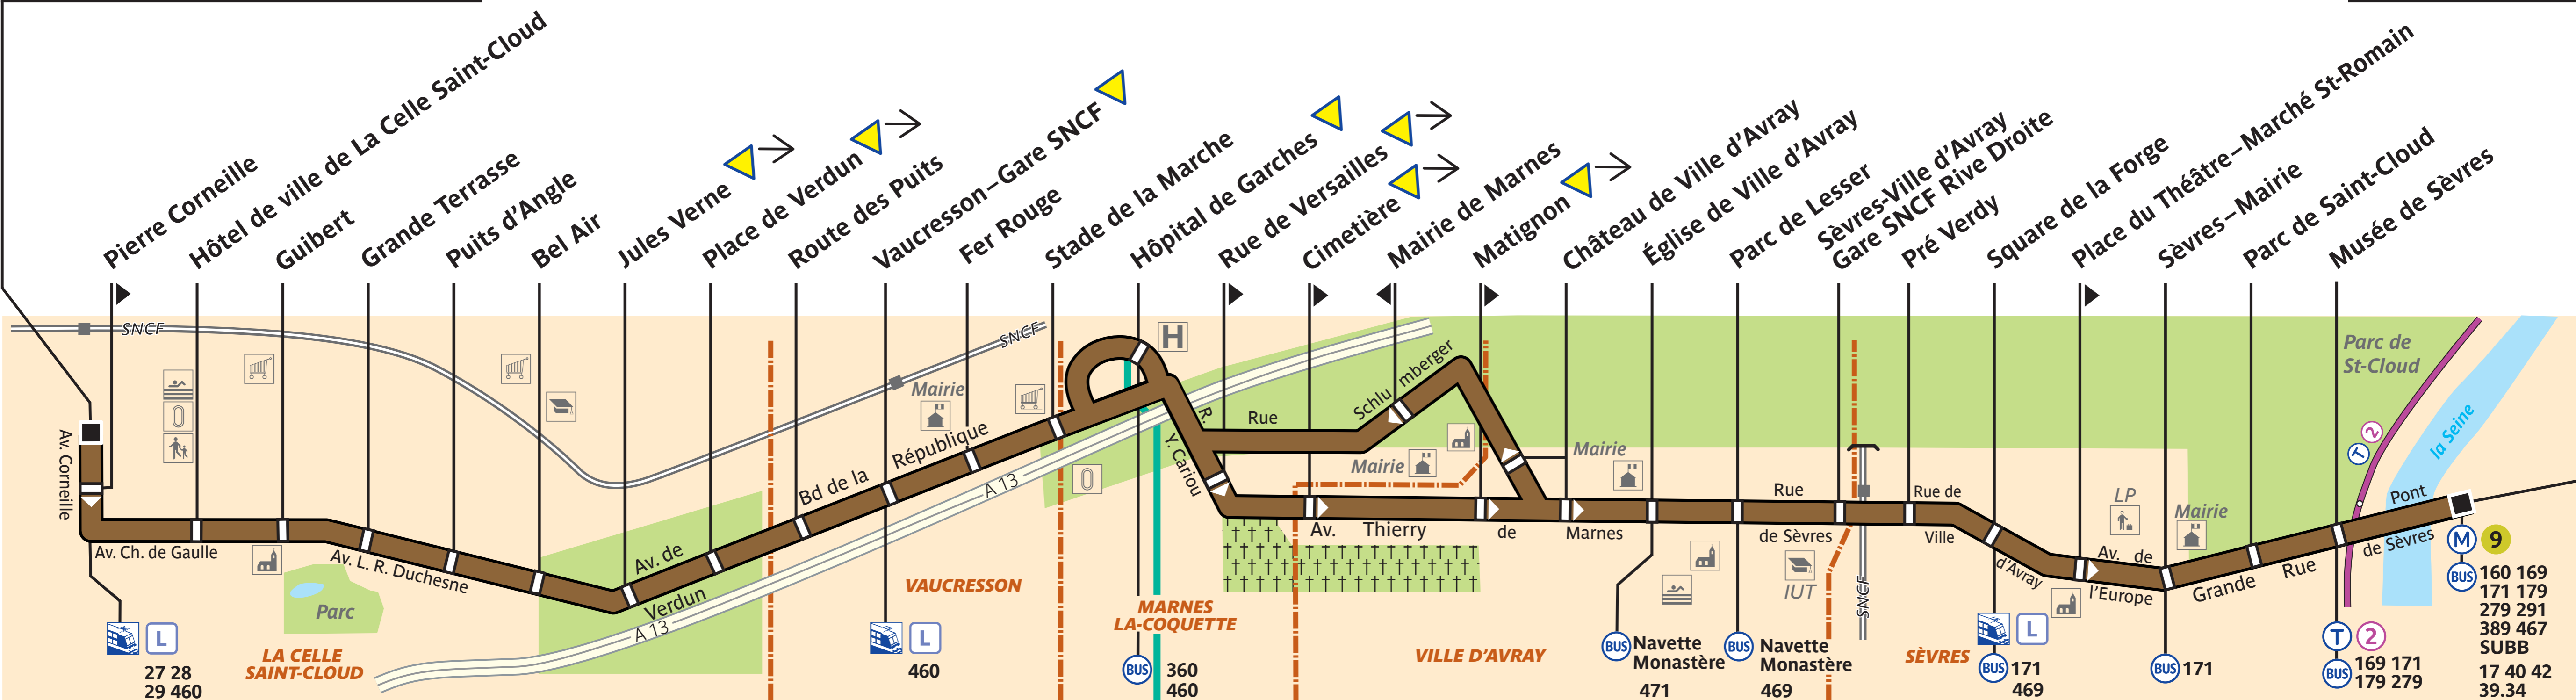 Pierre Corneille
Hôtel de ville de La Celle Saint-Cloud
Guibert
Grande Terrasse
Puits d'Angle
Bel Air
Jules Verne
Place de Verdun
Route des Puits
Vaucresson – Gare SNCF
Fer Rouge
Stade de la Marche
Hôpital de Garches
Rue de Versailles
Cimetière
Mairie de Marnes
Matignon
Château de Ville d'Avray
Église de Ville d'Avray
Parc de Lesser
Sèvres-Ville d'Avray
Gare SNCF Rive Droite
Pré Verdy
Square de la Forge
Place du Théâtre – Marché St-Romain
Sèvres – Mairie
Parc de Saint-Cloud
Musée de Sèvres
SNCF
SNCF
H
Mairie
Av. Corneille
Av. Ch. de Gaulle
Av. L. R. Duchesne
Parc
Av. de
Verdun
Bd de la République
A 13
A 13
R.
Y. Cariou
Rue
Schlumberger
Mairie
Mairie
Av. Thierry de Marnes
Rue
de Sèvres
IUT
SNCF
Rue de
Ville
d'Avray
LP
Mairie
Av. de
l'Europe
Grande Rue
Pont
de Sèvres
Parc de
St-Cloud
la Seine
T 2
LA CELLE
SAINT-CLOUD
VAUCRESSON
MARNES
LA-COQUETTE
VILLE D'AVRAY
SÈVRES
L
27 28
29 460
L
460
BUS 360
460
BUS Navette
Monastère
471
BUS Navette
Monastère
469
L
BUS 171
469
BUS 171
T 2
BUS 169 171
179 279
M 9
BUS 160 169
171 179
279 291
389 467
SUBB
17 40 42
39.34